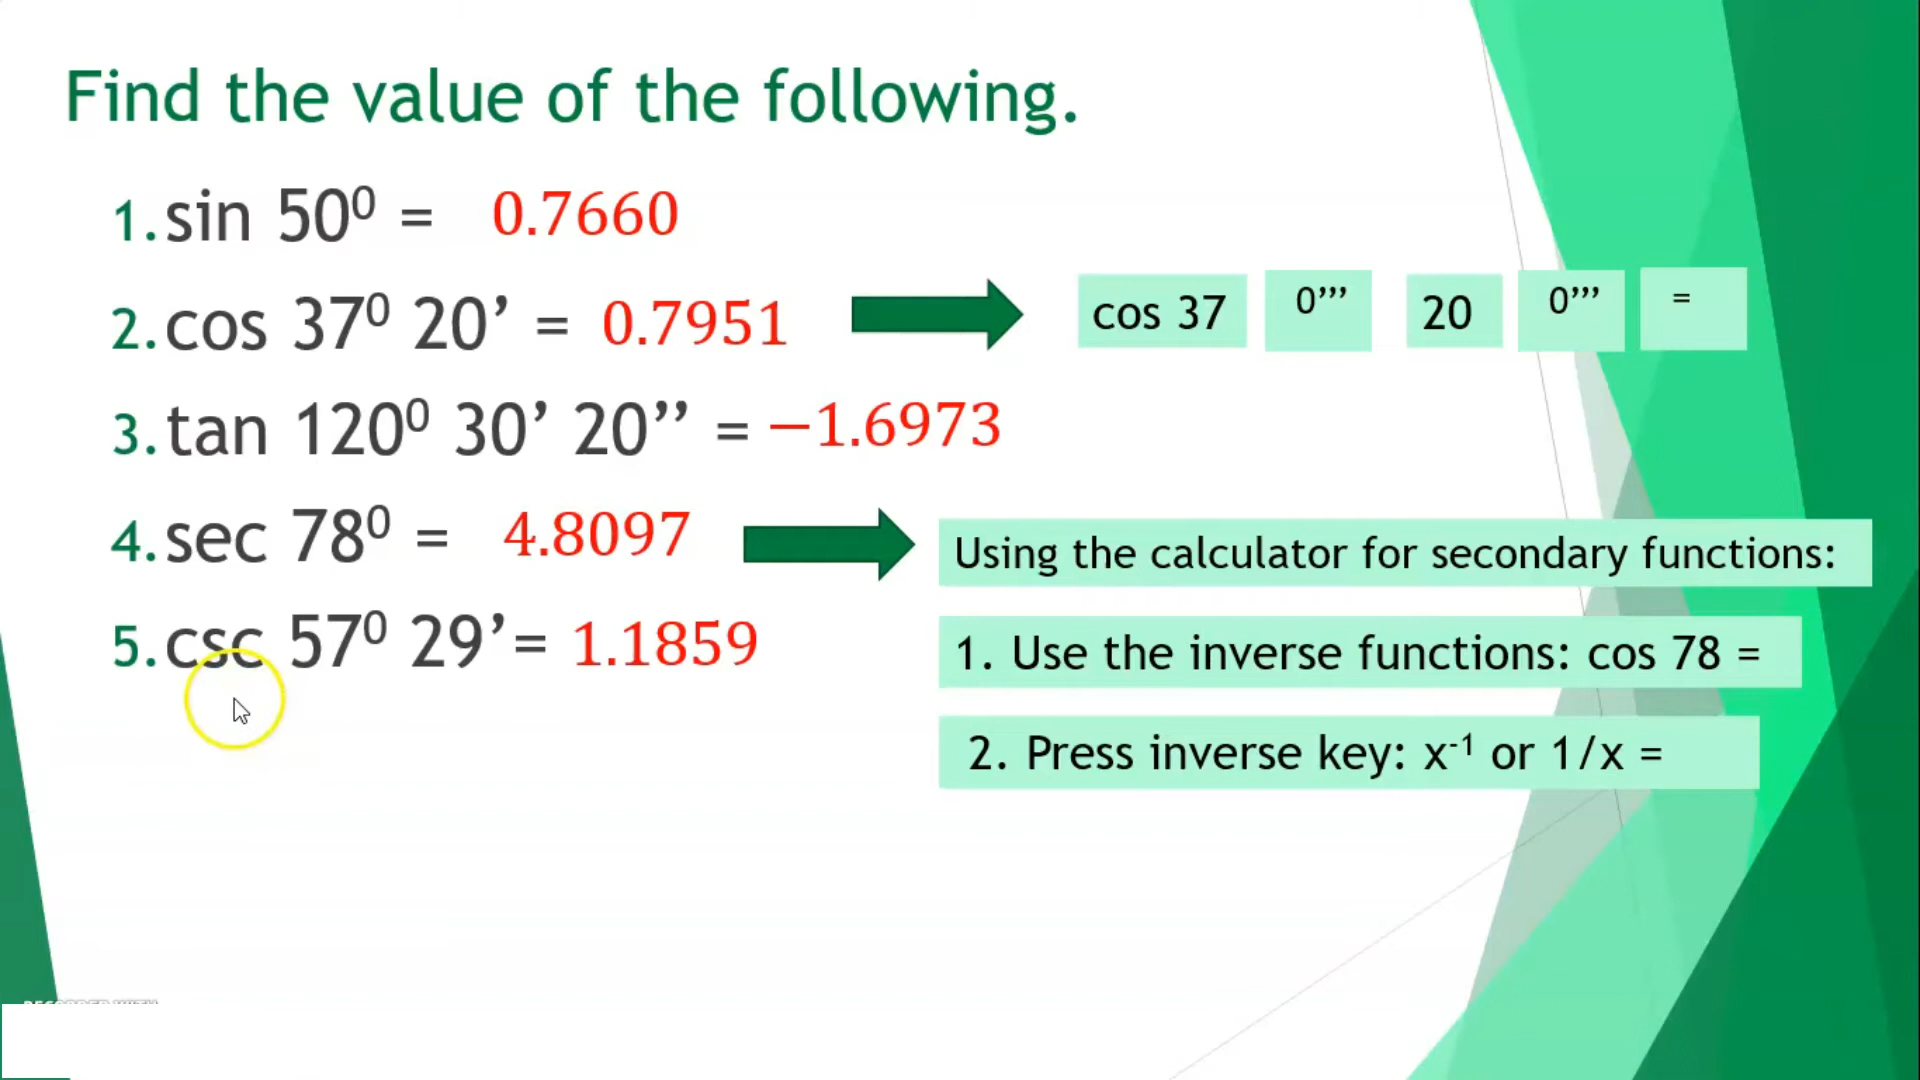 Find the value of the following.
1. sin 50⁰ = 0.7660
2. cos 37⁰ 20’ = 0.7951
cos 37 0’’’ 20 0’’’ =
3. tan 120⁰ 30’ 20’’ = −1.6973
4. sec 78⁰ = 4.8097
Using the calculator for secondary functions:
5. csc 57⁰ 29’= 1.1859
1. Use the inverse functions: cos 78 =
2. Press inverse key: x⁻¹ or 1/x =